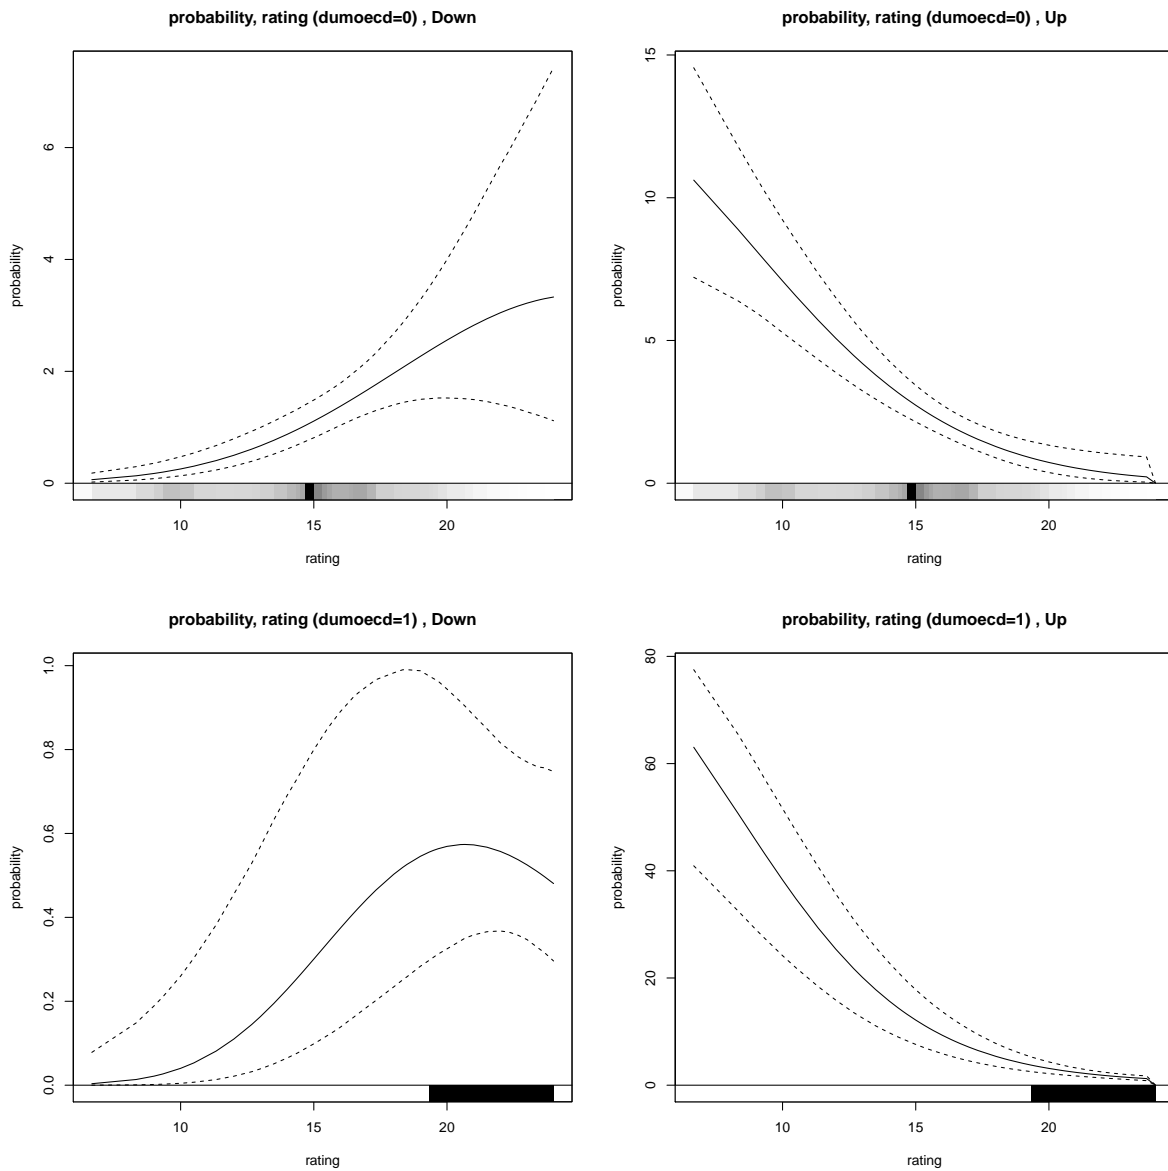 probability, rating (dumoecd=0) , Down
probability
0 2 4 6
10 15 20
rating
probability, rating (dumoecd=0) , Up
probability
0 5 10 15
10 15 20
rating
probability, rating (dumoecd=1) , Down
probability
0.0 0.2 0.4 0.6 0.8 1.0
10 15 20
rating
probability, rating (dumoecd=1) , Up
probability
0 20 40 60 80
10 15 20
rating